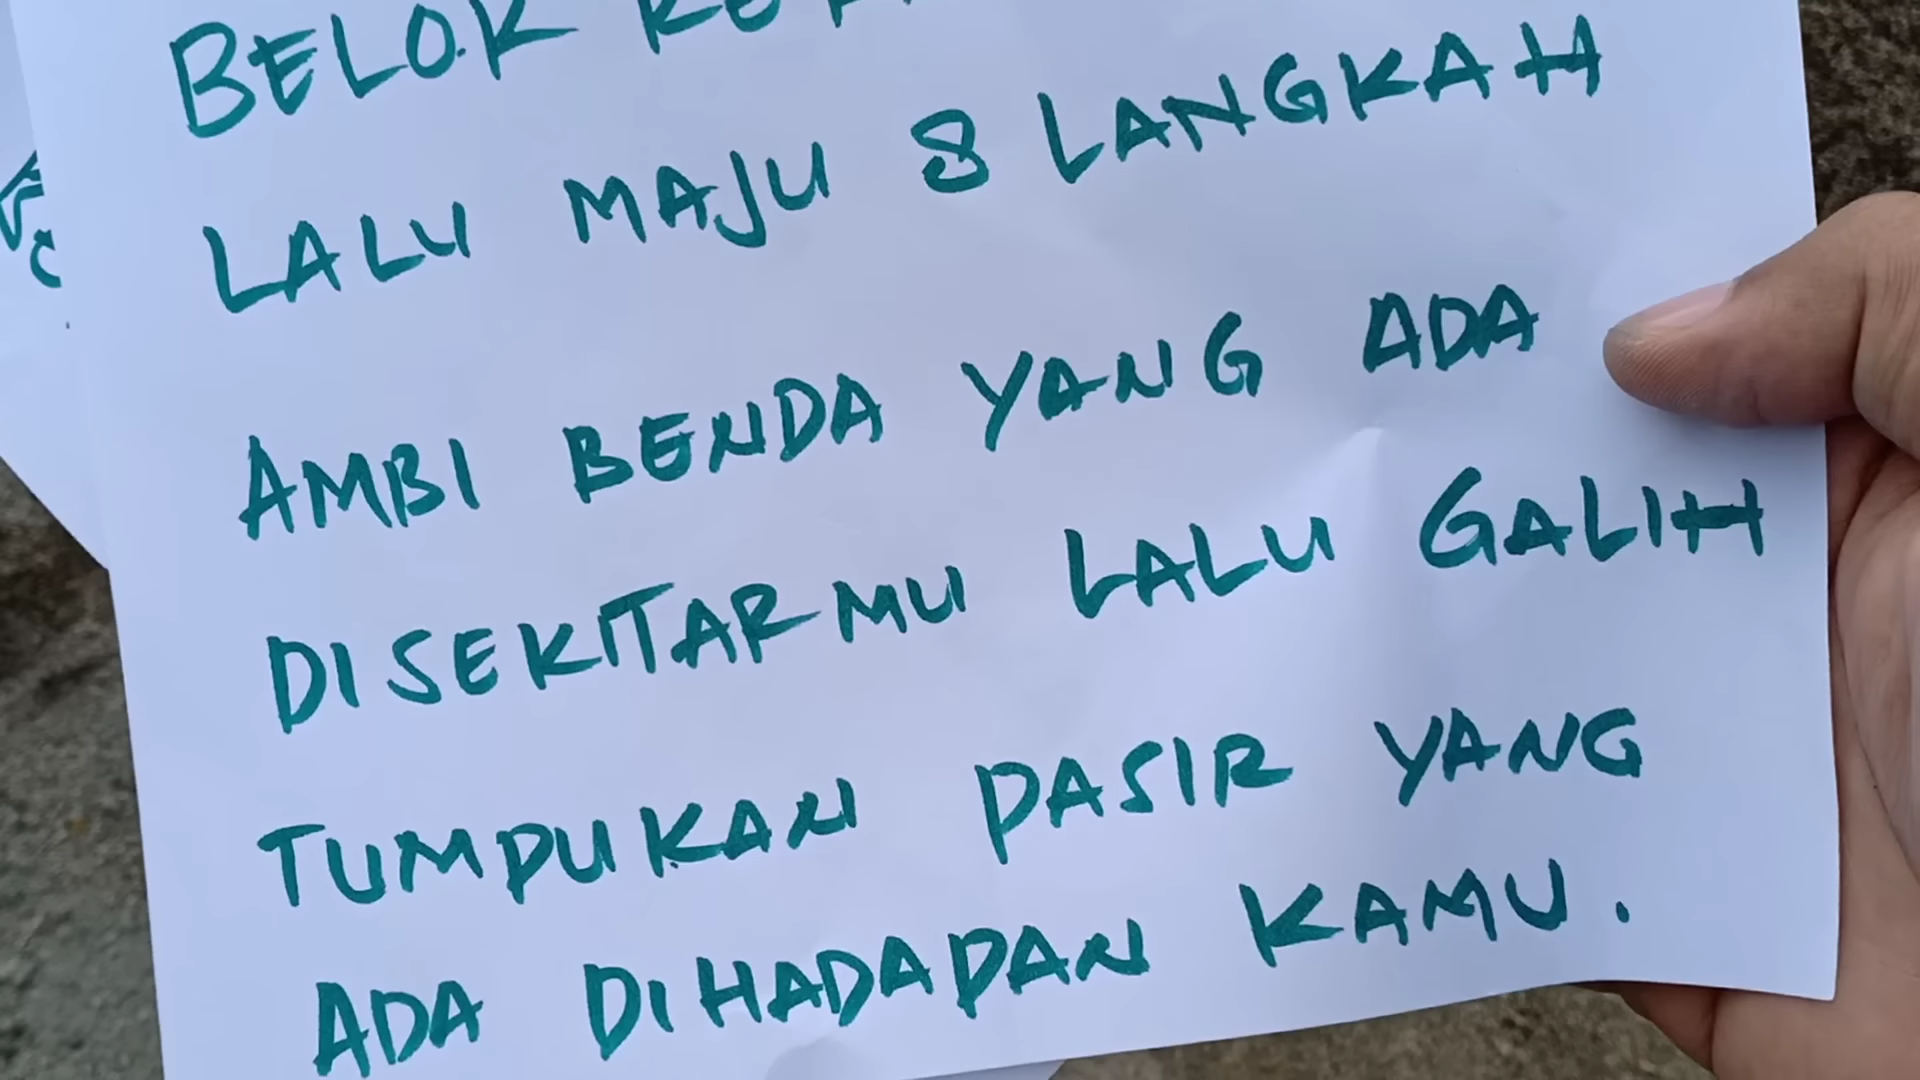 BELOK
LALU MAJU 8 LANGKAH
AMBI BENDA YANG ADA
DISEKITARMU LALU GALIH
TUMPUKAN PASIR YANG
ADA DIHADAPAN KAMU.